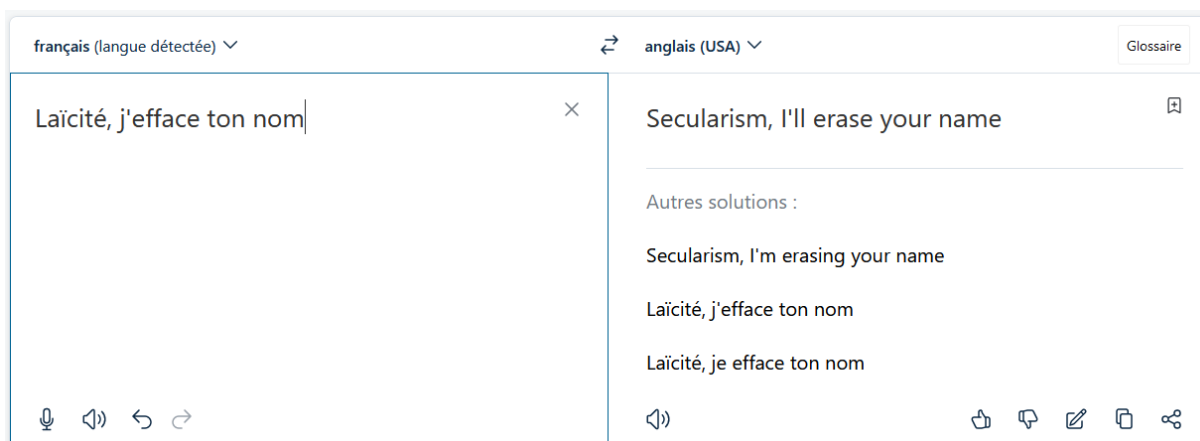 français (langue détectée)
anglais (USA)
Glossaire
Laïcité, j'efface ton nom
Secularism, I'll erase your name
Autres solutions :
Secularism, I'm erasing your name
Laïcité, j'efface ton nom
Laïcité, je efface ton nom